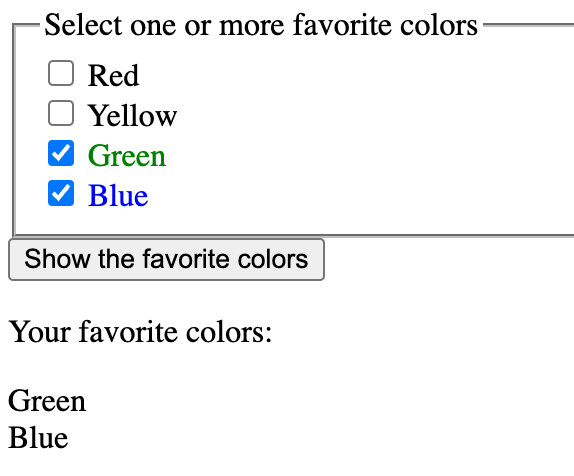 Select one or more favorite colors
Red
Yellow
Green
Blue
Show the favorite colors
Your favorite colors:
Green
Blue